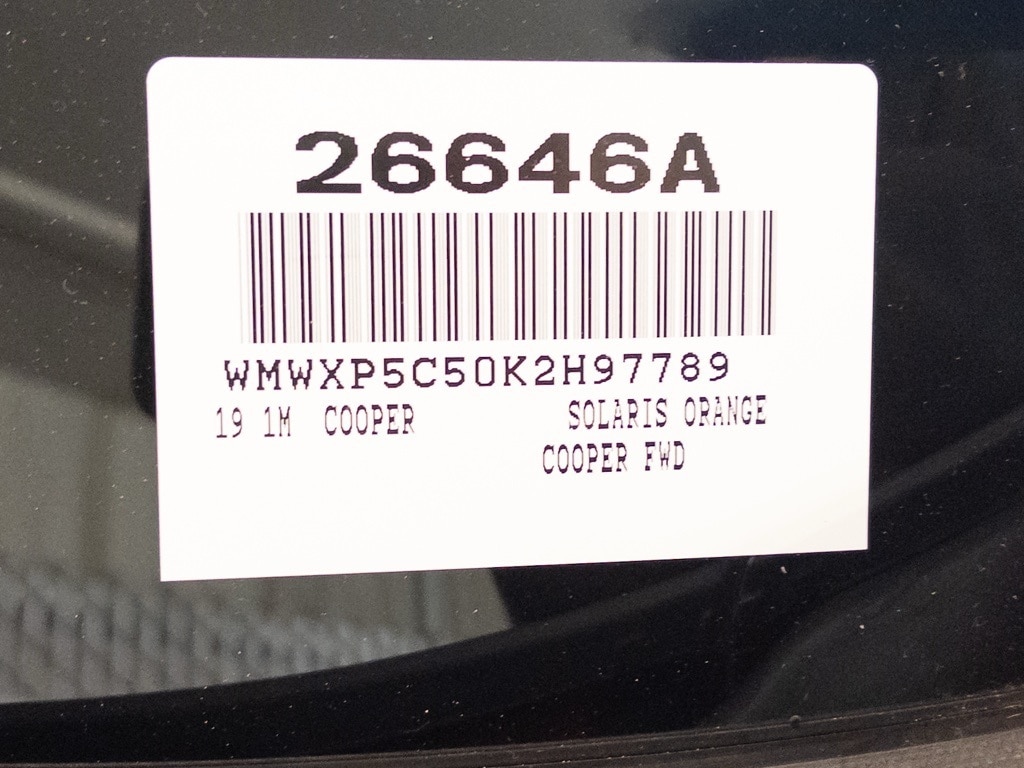 26646A
WMWXP5C50K2H97789
19 1M COOPER SOLARIS ORANGE
COOPER FWD